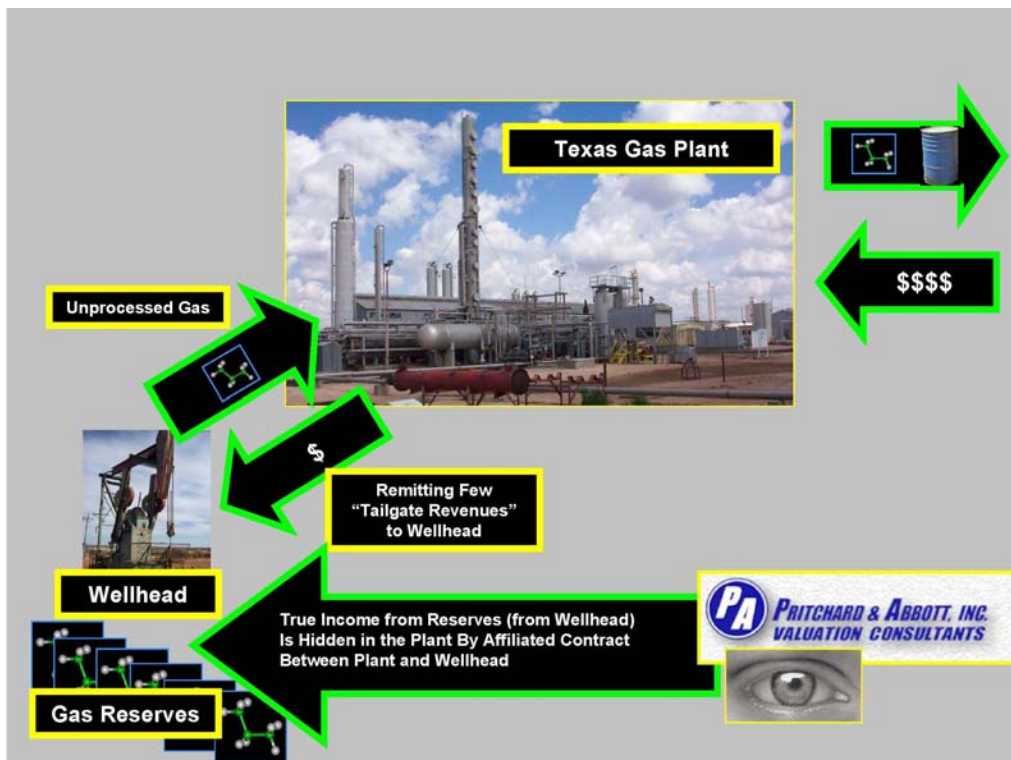 Texas Gas Plant
$$$$
Unprocessed Gas
$
Remitting Few
“Tailgate Revenues”
to Wellhead
Wellhead
True Income from Reserves (from Wellhead)
Is Hidden in the Plant By Affiliated Contract
Between Plant and Wellhead
PA
PRITCHARD & ABBOTT, INC.
VALUATION CONSULTANTS
Gas Reserves